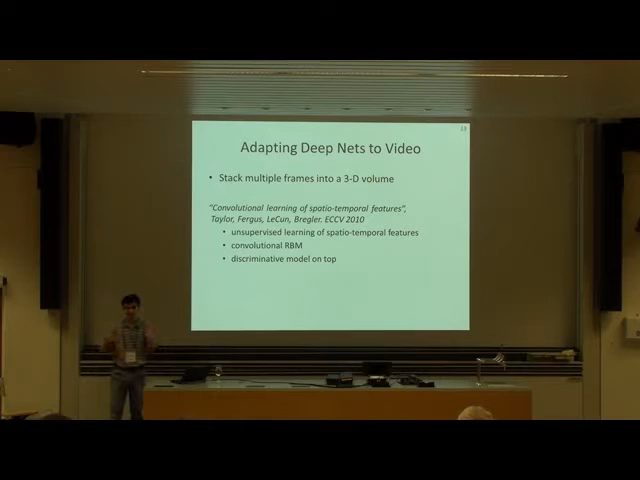 13
Adapting Deep Nets to Video
• Stack multiple frames into a 3-D volume
"Convolutional learning of spatio-temporal features",
Taylor, Fergus, LeCun, Bregler. ECCV 2010
• unsupervised learning of spatio-temporal features
• convolutional RBM
• discriminative model on top